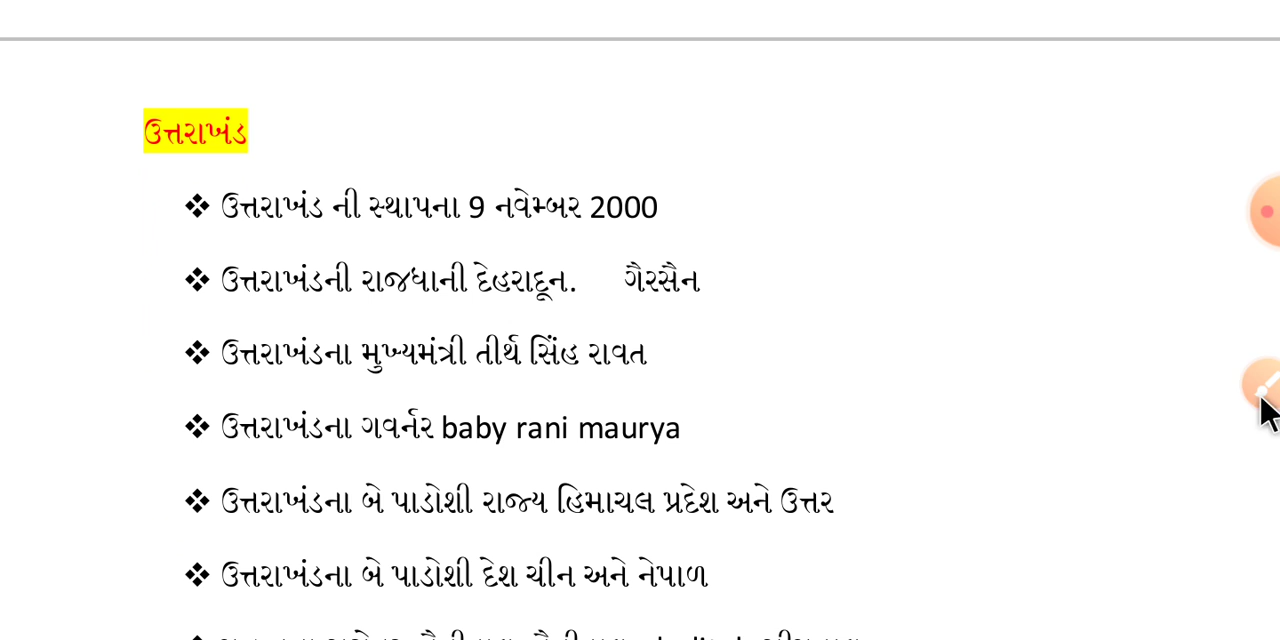 ઉત્તરાખંડ
❖ ઉત્તરાખંડ ની સ્થાપના 9 નવેમ્બર 2000
❖ ઉત્તરાખંડની રાજધાની દેહરાદૂન. ગૈરસૈન
❖ ઉત્તરાખંડના મુખ્યમંત્રી તીર્થ સિંહ રાવત
❖ ઉત્તરાખંડના ગવર્નર baby rani maurya
❖ ઉત્તરાખંડના બે પાડોશી રાજ્ય હિમાચલ પ્રદેશ અને ઉત્તર
❖ ઉત્તરાખંડના બે પાડોશી દેશ ચીન અને નેપાળ